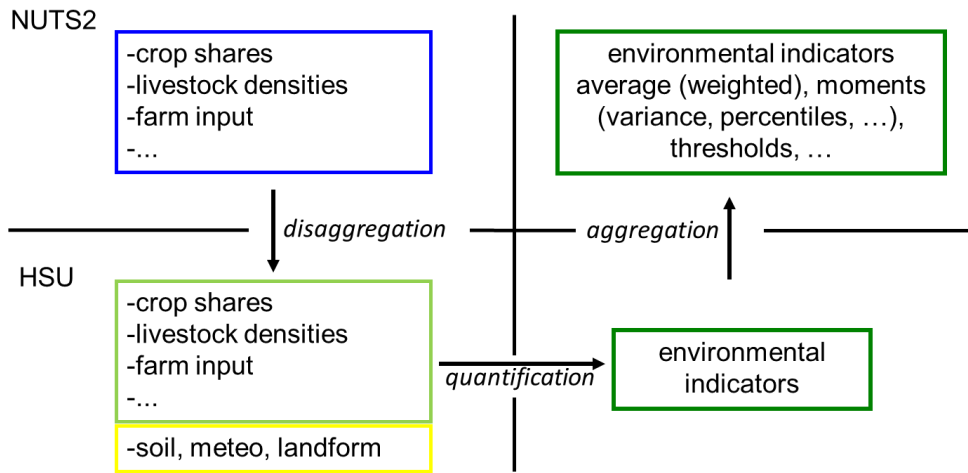 NUTS2
-crop shares
-livestock densities
-farm input
-...
environmental indicators
average (weighted), moments
(variance, percentiles, …),
thresholds, …
disaggregation
aggregation
HSU
-crop shares
-livestock densities
-farm input
-...
-soil, meteo, landform
quantification
environmental
indicators